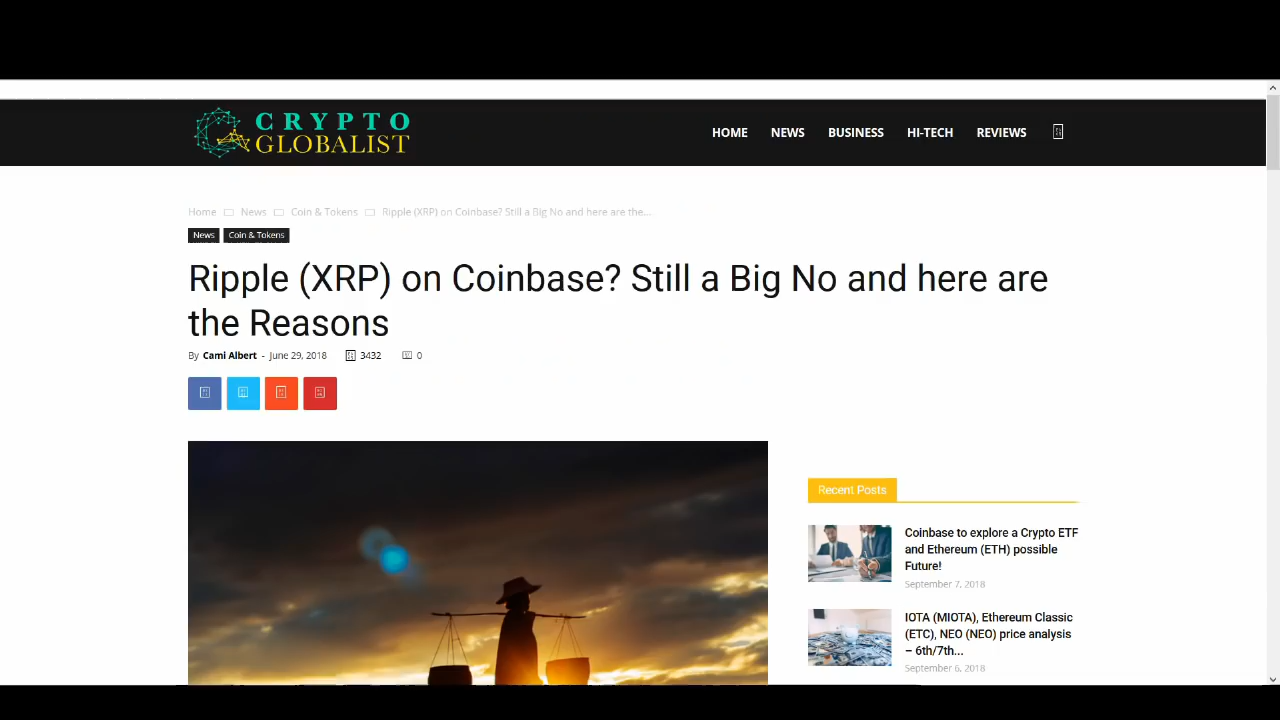 CRYPTO
GLOBALIST
HOME NEWS BUSINESS HI-TECH REVIEWS
Home News Coin & Tokens Ripple (XRP) on Coinbase? Still a Big No and here are the...
News Coin & Tokens
Ripple (XRP) on Coinbase? Still a Big No and here are
the Reasons
By Cami Albert - June 29, 2018 3432 0
Recent Posts
Coinbase to explore a Crypto ETF
and Ethereum (ETH) possible
Future!
September 7, 2018
IOTA (MIOTA), Ethereum Classic
(ETC), NEO (NEO) price analysis
– 6th/7th...
September 6, 2018